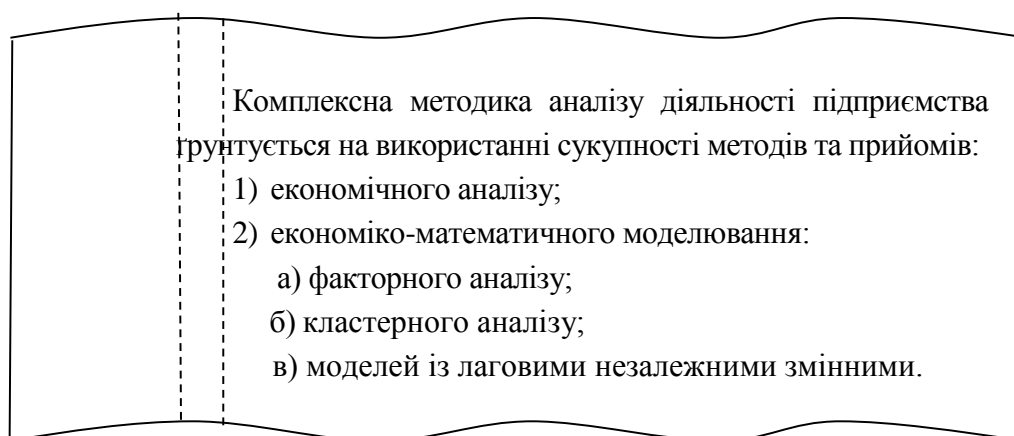 Комплексна методика аналізу діяльності підприємства
ґрунтується на використанні сукупності методів та прийомів:
1) економічного аналізу;
2) економіко-математичного моделювання:
а) факторного аналізу;
б) кластерного аналізу;
в) моделей із лаговими незалежними змінними.